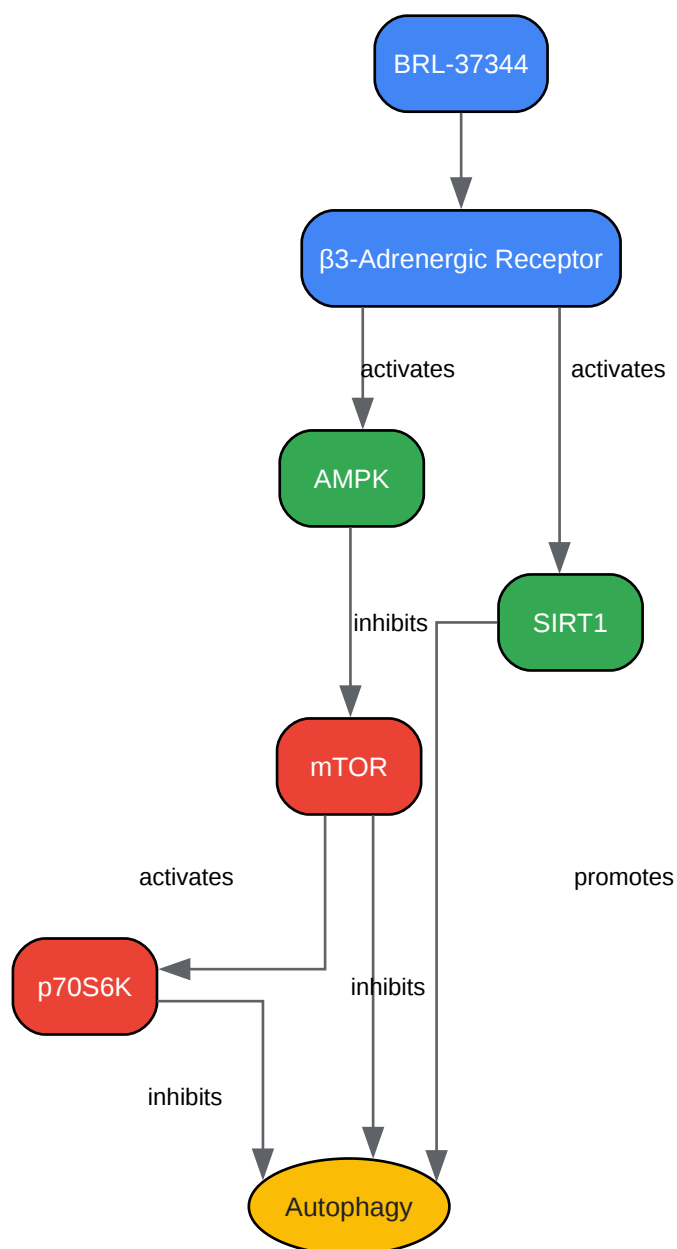 BRL-37344
β3-Adrenergic Receptor
activates
activates
AMPK
inhibits
SIRT1
mTOR
activates
promotes
p70S6K
inhibits
inhibits
Autophagy